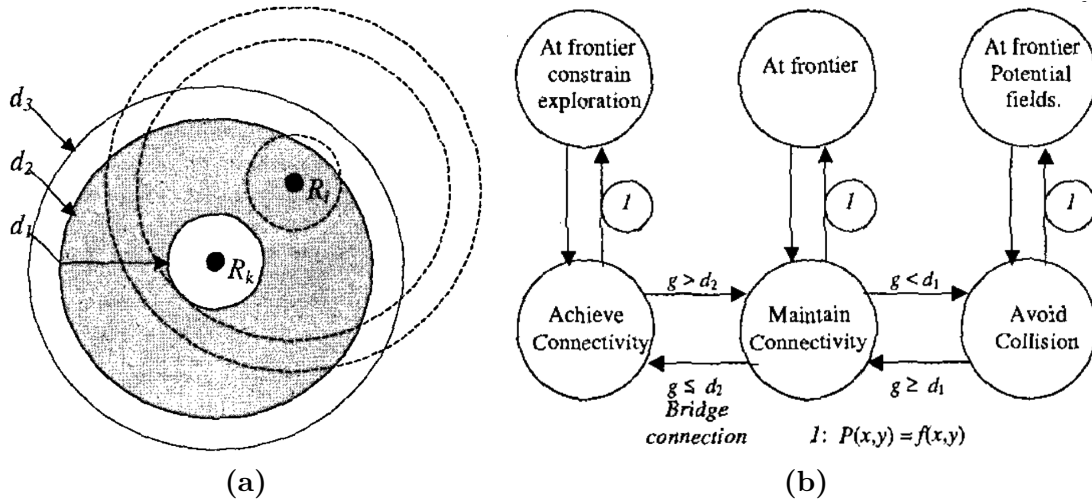 d3
d2
d1
Ri
Rk
(a)
At frontier
constrain
exploration
At frontier
At frontier
Potential
fields.
1
1
1
Achieve
Connectivity
g > d2
Maintain
Connectivity
g < d1
Avoid
Collision
g ≤ d2
Bridge
connection
g ≥ d1
1: P(x,y) = f(x,y)
(b)